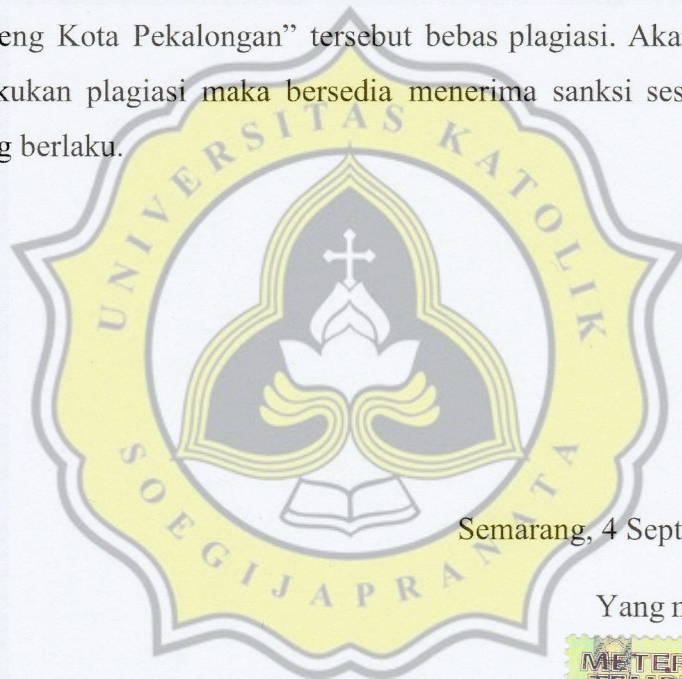 eng Kota Pekalongan” tersebut bebas plagiasi. Aka
kukan plagiasi maka bersedia menerima sanksi ses
g berlaku.
UNIVERSITAS KATOLIK
SOEGIJAPRANATA
Semarang, 4 Sept
Yang
METER